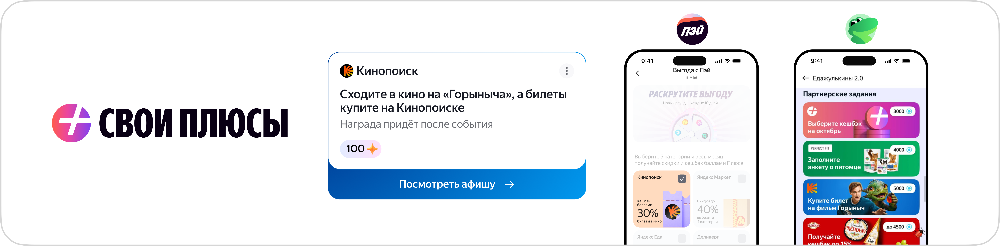 СВОИ ПЛЮСЫ
Кинопоиск
Сходите в кино на «Горыныча», а билеты
купите на Кинопоиске
Награда придёт после события
100
Посмотреть афишу →
ПЭЙ
9:41
Выгода с Пэй
в мае
РАСКРУТИТЕ ВЫГОДУ
Новый раунд — каждые 10 дней
Выберите 5 категорий и весь месяц
получайте скидки и кешбэк баллами Плюса
Кинопоиск
Кешбэк
баллами
30%
билеты в кино
Яндекс Маркет
Скидки до
40%
выберите
4 категории
Яндекс Еда
Деливери
9:41
← Едажулькины 2.0
Партнерские задания
3000
Выберите кешбэк
на октябрь
PERFECT FIT
4000
Заполните
анкету о питомце
5000
Купите билет
на фильм Горыныч
PRÉSIDENT
PRÉSIDENT
Brie
до 4500
Получайте
кешбэк до 15%